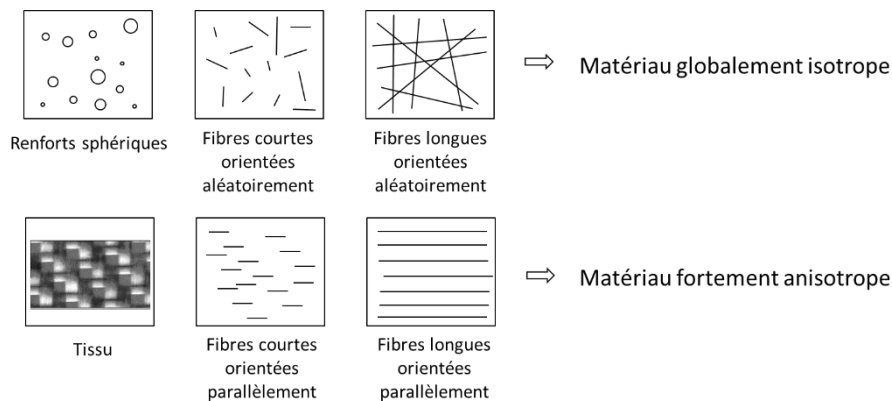 ⇨ Matériau globalement isotrope
Renforts sphériques
Fibres courtes
orientées
aléatoirement
Fibres longues
orientées
aléatoirement
⇨ Matériau fortement anisotrope
Tissu
Fibres courtes
orientées
parallèlement
Fibres longues
orientées
parallèlement